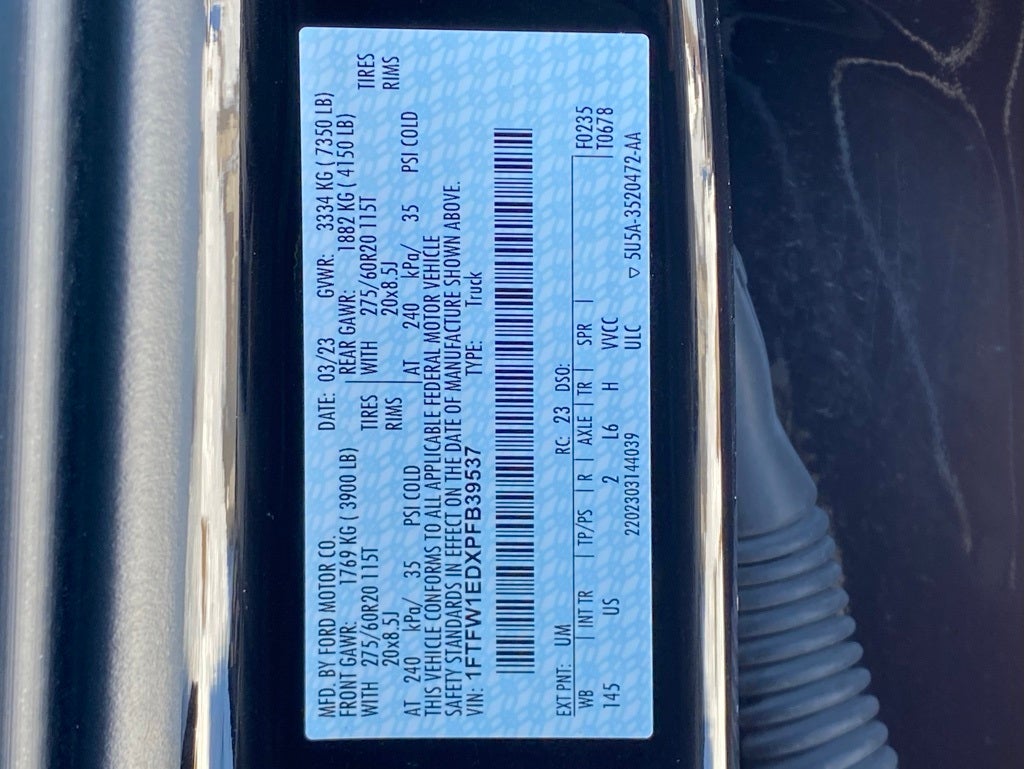 MFD. BY FORD MOTOR CO. DATE: 03/23 GVWR: 3334 KG ( 7350 LB)
FRONT GAWR: 1769 KG ( 3900 LB) REAR GAWR: 1882 KG ( 4150 LB)
WITH 275/60R20 115T TIRES WITH 275/60R20 115T TIRES
20x8.5J RIMS 20x8.5J RIMS
AT 240 kPa/ 35 PSI COLD AT 240 kPa/ 35 PSI COLD
THIS VEHICLE CONFORMS TO ALL APPLICABLE FEDERAL MOTOR VEHICLE
SAFETY STANDARDS IN EFFECT ON THE DATE OF MANUFACTURE SHOWN ABOVE.
VIN: 1FTFW1EDXPFB39537 TYPE: Truck
EXT PNT: UM RC: 23 DSO: F0235
WB INT TR TP/PS R AXLE TR SPR T0678
145 US 2 L6 H VVCC
2202303144039 ULC ▽ 5U5A-3520472-AA